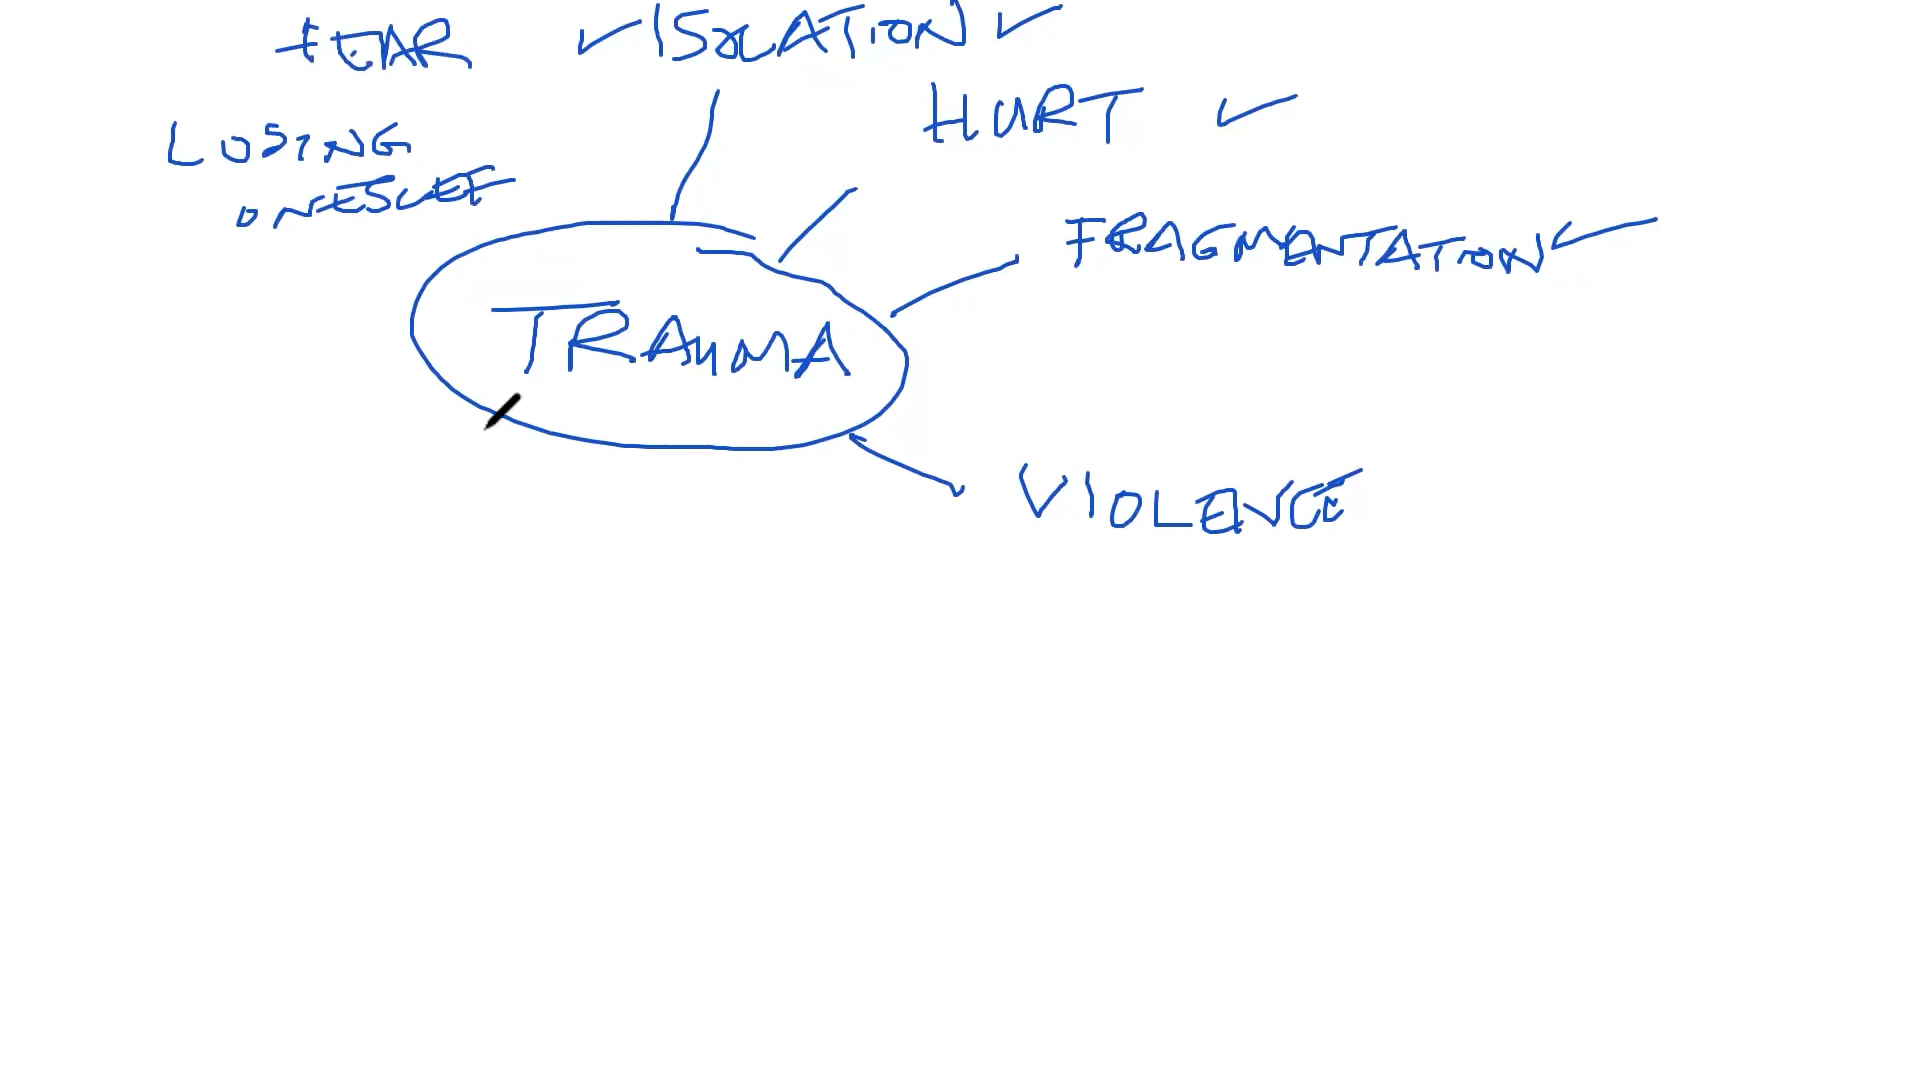 FEAR ✓ ISOLATION ✓
HURT ✓
LOSING
ONESELF
FRAGMENTATION ✓
TRAUMA
VIOLENCE